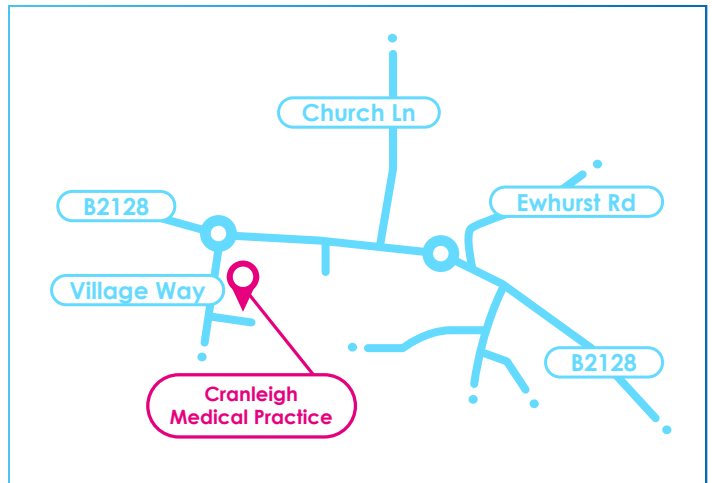 Church Ln
B2128
Ewhurst Rd
Village Way
B2128
Cranleigh
Medical Practice